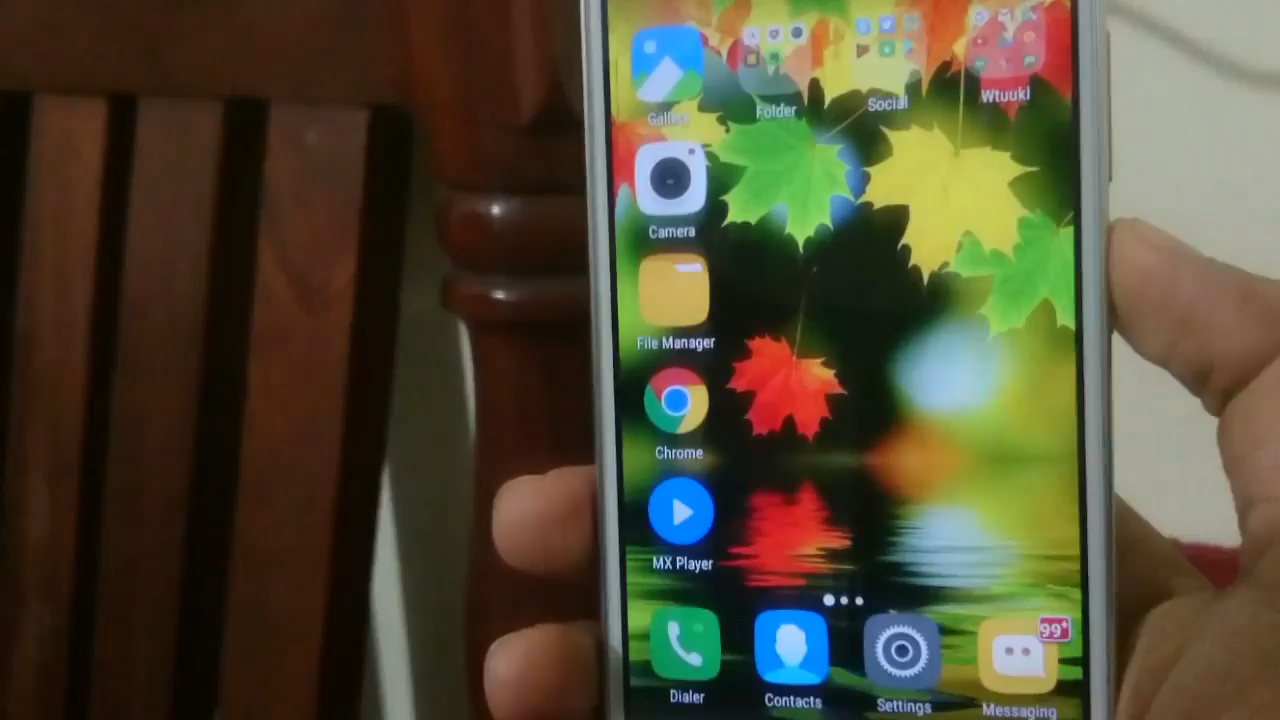 Gallery
Folder
Social
Wtuukl
Camera
File Manager
Chrome
MX Player
99+
Dialer
Contacts
Settings
Messaging